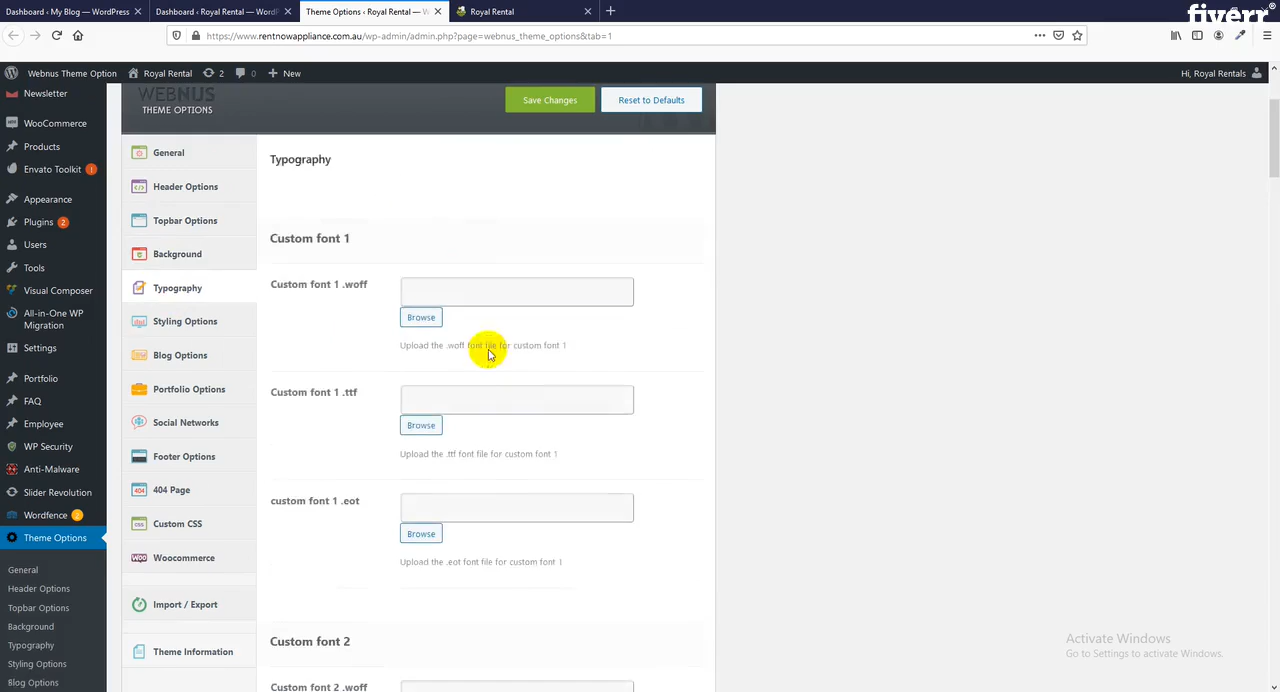 Dashboard ‹ My Blog — WordPress
Dashboard ‹ Royal Rental — WordP
Theme Options ‹ Royal Rental — W
Royal Rental
fiverr®
https://www.rentnowappliance.com.au/wp-admin/admin.php?page=webnus_theme_options&tab=1
Webnus Theme Option
Royal Rental
2
0
New
Hi, Royal Rentals
Newsletter
WooCommerce
Products
Envato Toolkit !
Appearance
Plugins 2
Users
Tools
Visual Composer
All-in-One WP
Migration
Settings
Portfolio
FAQ
Employee
WP Security
Anti-Malware
Slider Revolution
Wordfence 2
Theme Options
General
Header Options
Topbar Options
Background
Typography
Styling Options
Blog Options
WEBNUS
THEME OPTIONS
Save Changes
Reset to Defaults
General
Header Options
Topbar Options
Background
Typography
Styling Options
Blog Options
Portfolio Options
Social Networks
Footer Options
404 Page
Custom CSS
Woocommerce
Import / Export
Theme Information
Typography
Custom font 1
Custom font 1 .woff
Browse
Upload the .woff font file for custom font 1
Custom font 1 .ttf
Browse
Upload the .ttf font file for custom font 1
custom font 1 .eot
Browse
Upload the .eot font file for custom font 1
Custom font 2
Custom font 2 .woff
Activate Windows
Go to Settings to activate Windows.